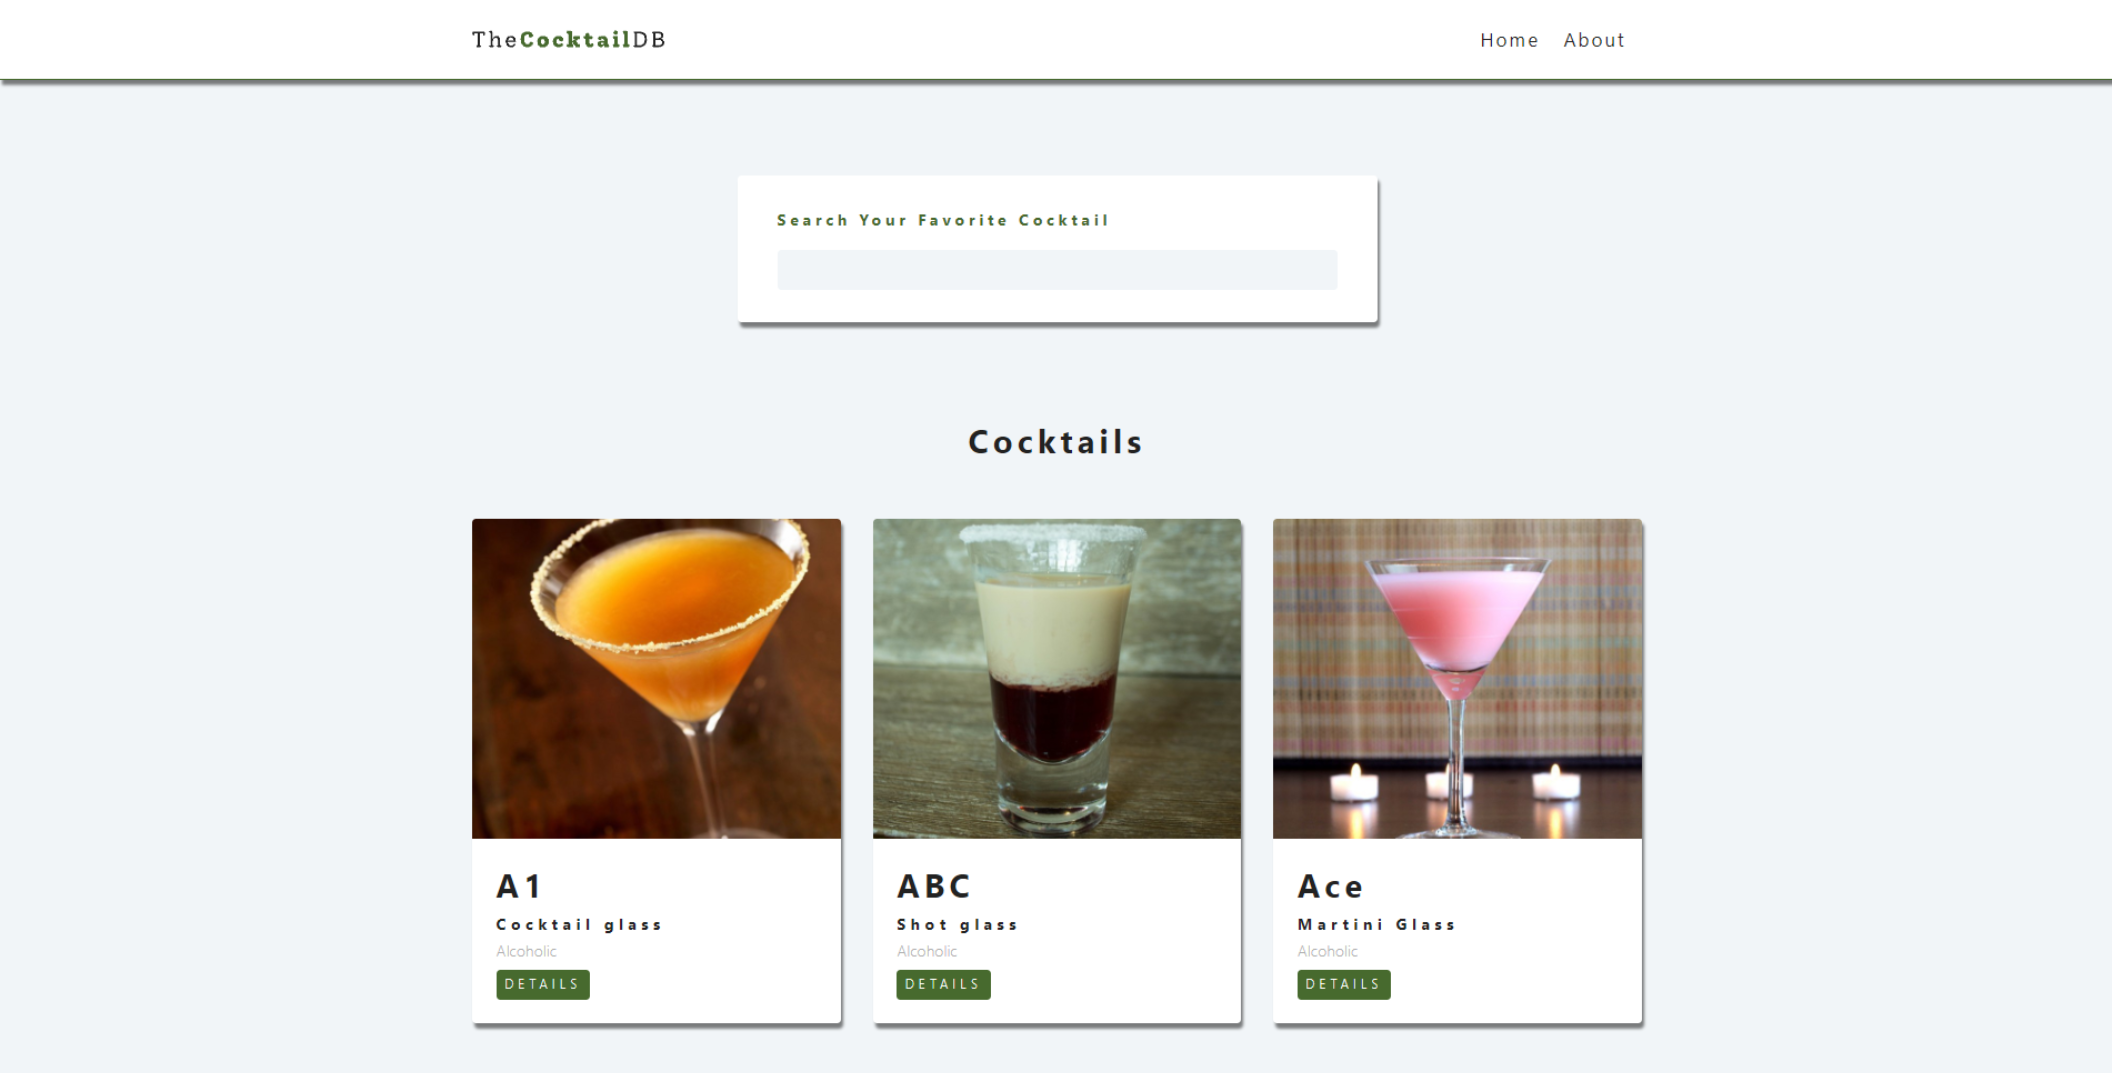 TheCocktailDB
Home About
Search Your Favorite Cocktail
Cocktails
A1
Cocktail glass
Alcoholic
DETAILS
ABC
Shot glass
Alcoholic
DETAILS
Ace
Martini Glass
Alcoholic
DETAILS